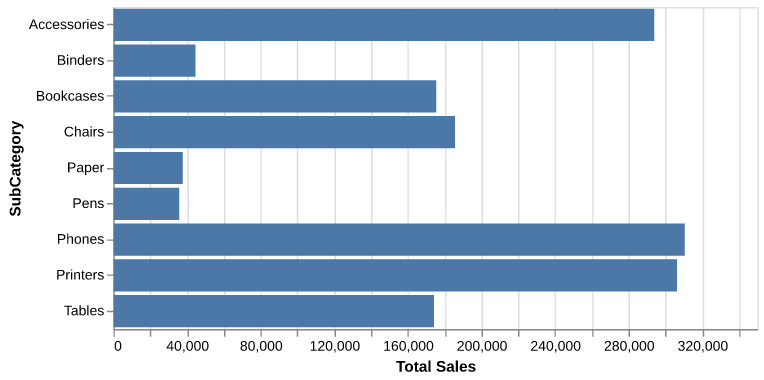 Accessories
Binders
Bookcases
Chairs
Paper
Pens
Phones
Printers
Tables
SubCategory
0 40,000 80,000 120,000 160,000 200,000 240,000 280,000 320,000
Total Sales